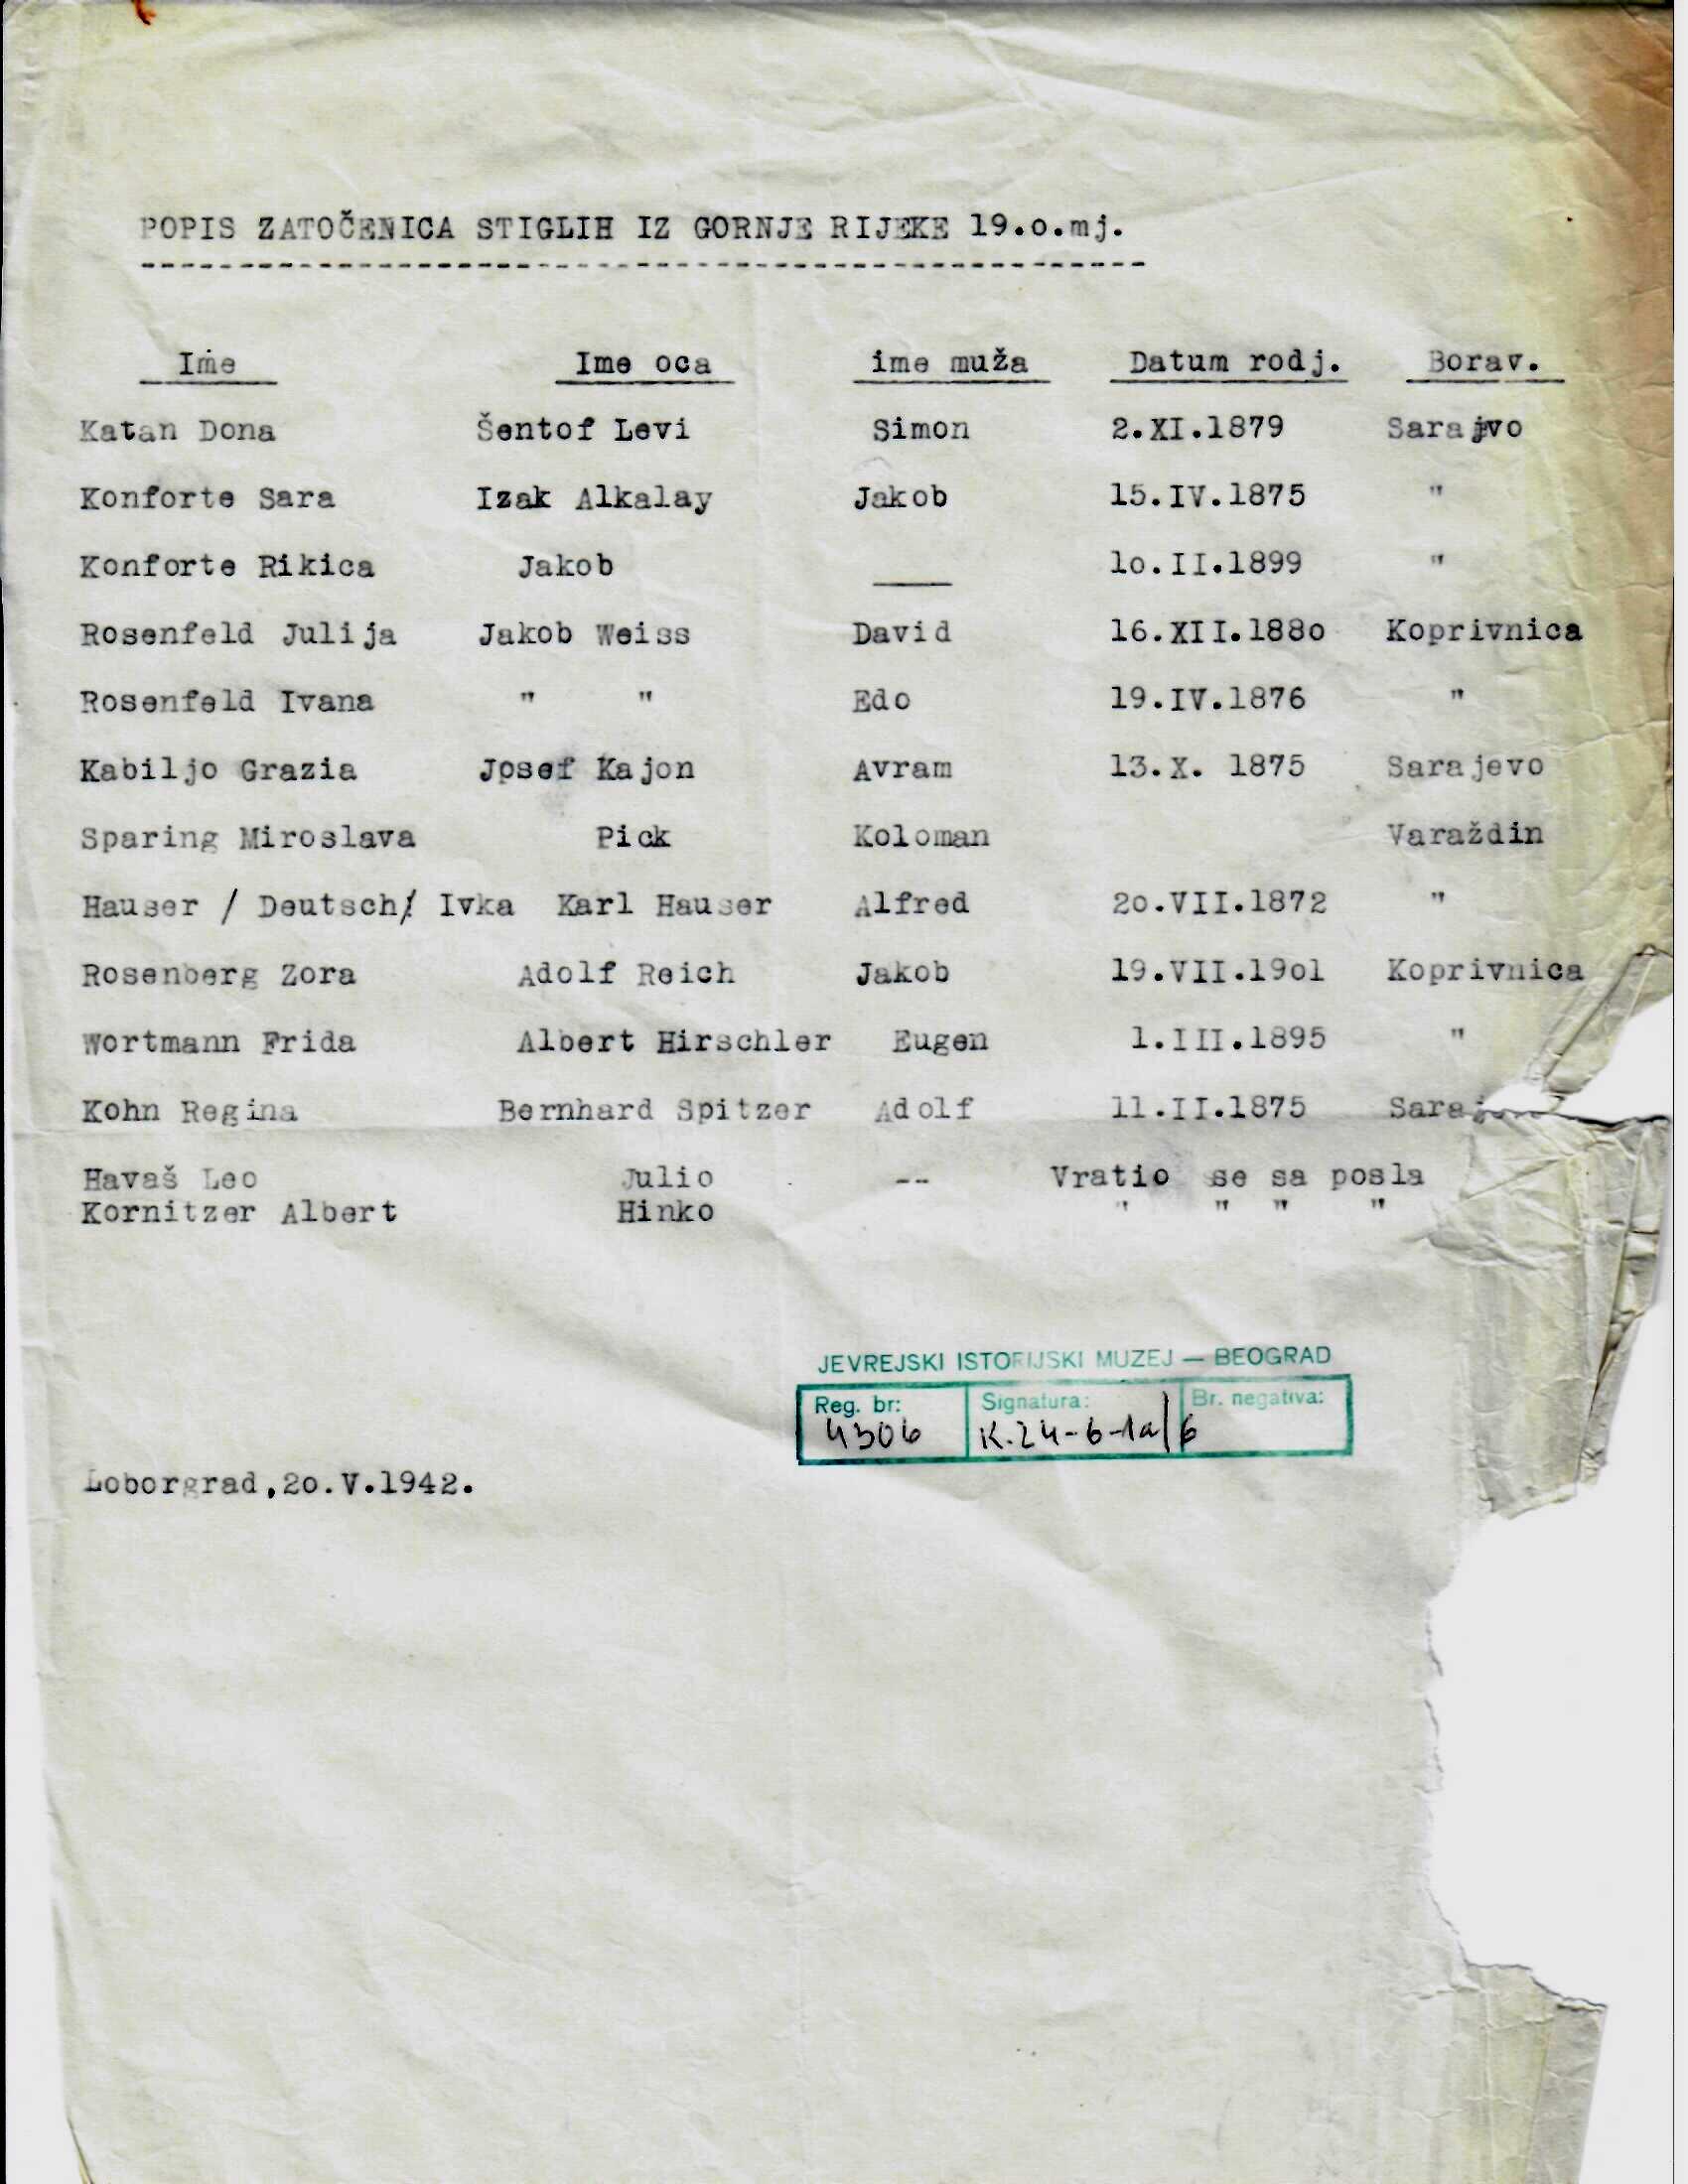 POPIS ZATOČENICA STIGLIH IZ GORNJE RIJEKE 19.o.mj.
Ime Ime oca ime muža Datum rodj. Borav.
Katan Dona Šentof Levi Simon 2.XI.1879 Sarajvo
Konforte Sara Izak Alkalay Jakob 15.IV.1875 "
Konforte Rikica Jakob ____ 1o.II.1899 "
Rosenfeld Julija Jakob Weiss David 16.XII.188o Koprivnica
Rosenfeld Ivana " " Edo 19.IV.1876 "
Kabiljo Grazia Josef Kajon Avram 13.X. 1875 Sarajevo
Sparing Miroslava Pick Koloman Varaždin
Hauser / Deutsch/ Ivka Karl Hauser Alfred 2o.VII.1872 "
Rosenberg Zora Adolf Reich Jakob 19.VII.19o1 Koprivnica
Wortmann Frida Albert Hirschler Eugen 1.III.1895 "
Kohn Regina Bernhard Spitzer Adolf 11.II.1875
Havaš Leo Julio -- Vratio se sa posla
Kornitzer Albert Hinko " " " "
JEVREJSKI ISTORIJSKI MUZEJ — BEOGRAD
Reg. br: Signatura: Br. negativa:
4306 K.24-6-1a/6
Loborgrad,2o.V.1942.